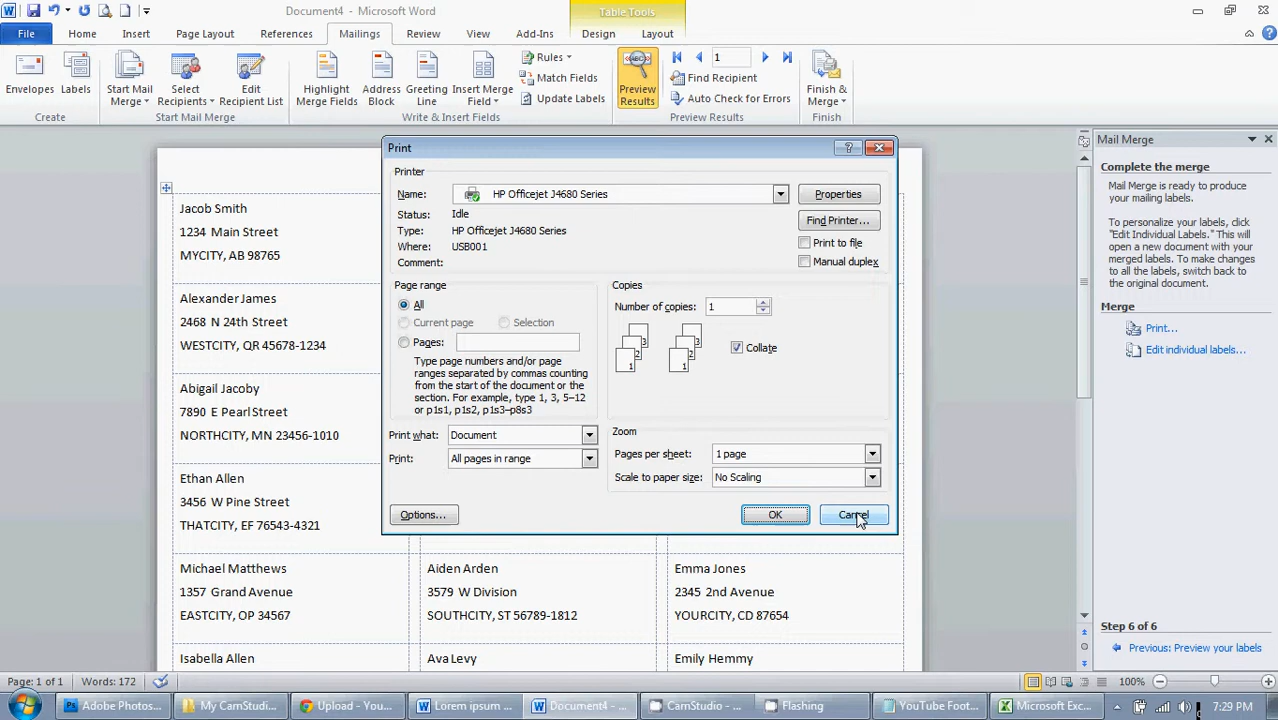 Document4 - Microsoft Word
Table Tools
File Home Insert Page Layout References Mailings Review View Add-Ins Design Layout
Envelopes Labels
Create
Start Mail Merge
Select Recipients
Edit Recipient List
Start Mail Merge
Highlight Merge Fields
Address Block
Greeting Line
Insert Merge Field
Rules
Match Fields
Update Labels
Write & Insert Fields
Preview Results
1
Find Recipient
Auto Check for Errors
Preview Results
Finish & Merge
Finish
Print
Printer
Name: HP Officejet J4680 Series
Properties
Status: Idle
Find Printer...
Type: HP Officejet J4680 Series
Where: USB001
Print to file
Comment:
Manual duplex
Page range
All
Current page Selection
Pages:
Type page numbers and/or page
ranges separated by commas counting
from the start of the document or the
section. For example, type 1, 3, 5–12
or p1s1, p1s2, p1s3–p8s3
Copies
Number of copies: 1
3
2
1
3
2
1
Collate
Print what: Document
Print: All pages in range
Zoom
Pages per sheet: 1 page
Scale to paper size: No Scaling
Options...
OK
Cancel
Jacob Smith
1234 Main Street
MYCITY, AB 98765
Alexander James
2468 N 24th Street
WESTCITY, QR 45678-1234
Abigail Jacoby
7890 E Pearl Street
NORTHCITY, MN 23456-1010
Ethan Allen
3456 W Pine Street
THATCITY, EF 76543-4321
Michael Matthews
1357 Grand Avenue
EASTCITY, OP 34567
Aiden Arden
3579 W Division
SOUTHCITY, ST 56789-1812
Emma Jones
2345 2nd Avenue
YOURCITY, CD 87654
Isabella Allen
Ava Levy
Emily Hemmy
Mail Merge
Complete the merge
Mail Merge is ready to produce
your mailing labels.
To personalize your labels, click
"Edit Individual Labels." This will
open a new document with your
merged labels. To make changes
to all the labels, switch back to
the original document.
Merge
Print...
Edit individual labels...
Step 6 of 6
Previous: Preview your labels
Page: 1 of 1 Words: 172
100%
Adobe Photos...
My CamStudi...
Upload - You...
Lorem ipsum ...
Document4 - ...
CamStudio - ...
Flashing
YouTube Foot...
Microsoft Exc...
7:29 PM